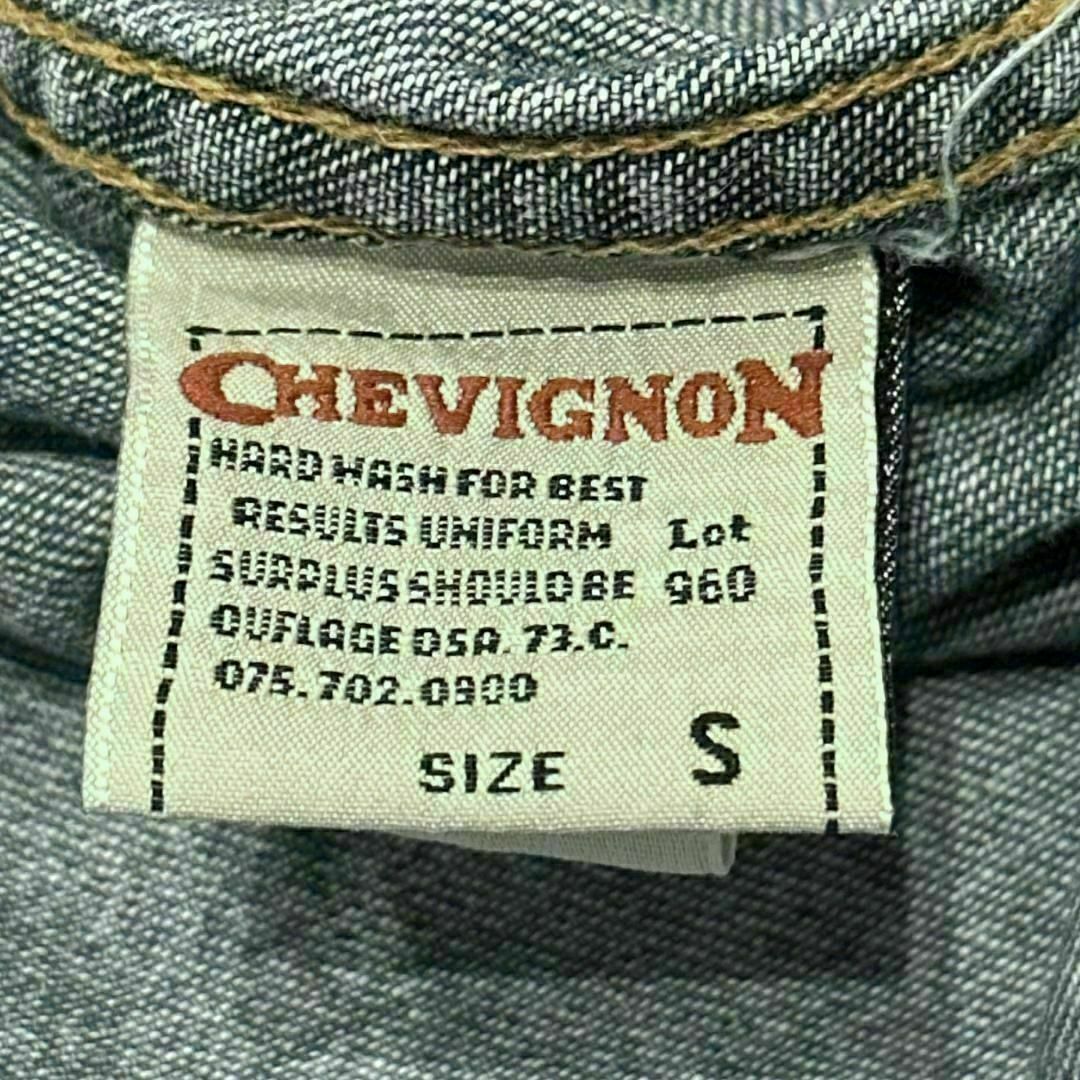 CHEVIGNON
HARD WASH FOR BEST
RESULTS UNIFORM Lot
SURPLUS SHOULD BE 960
OUFLAGE DSA. 73.C.
075.702.0900
SIZE S